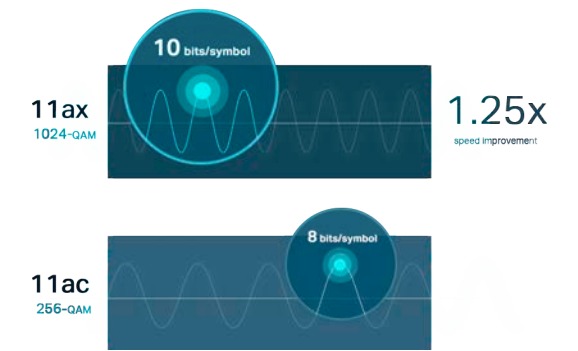 10 bits/symbol
11ax
1024-QAM
1.25x
speed improvement
8 bits/symbol
11ac
256-QAM